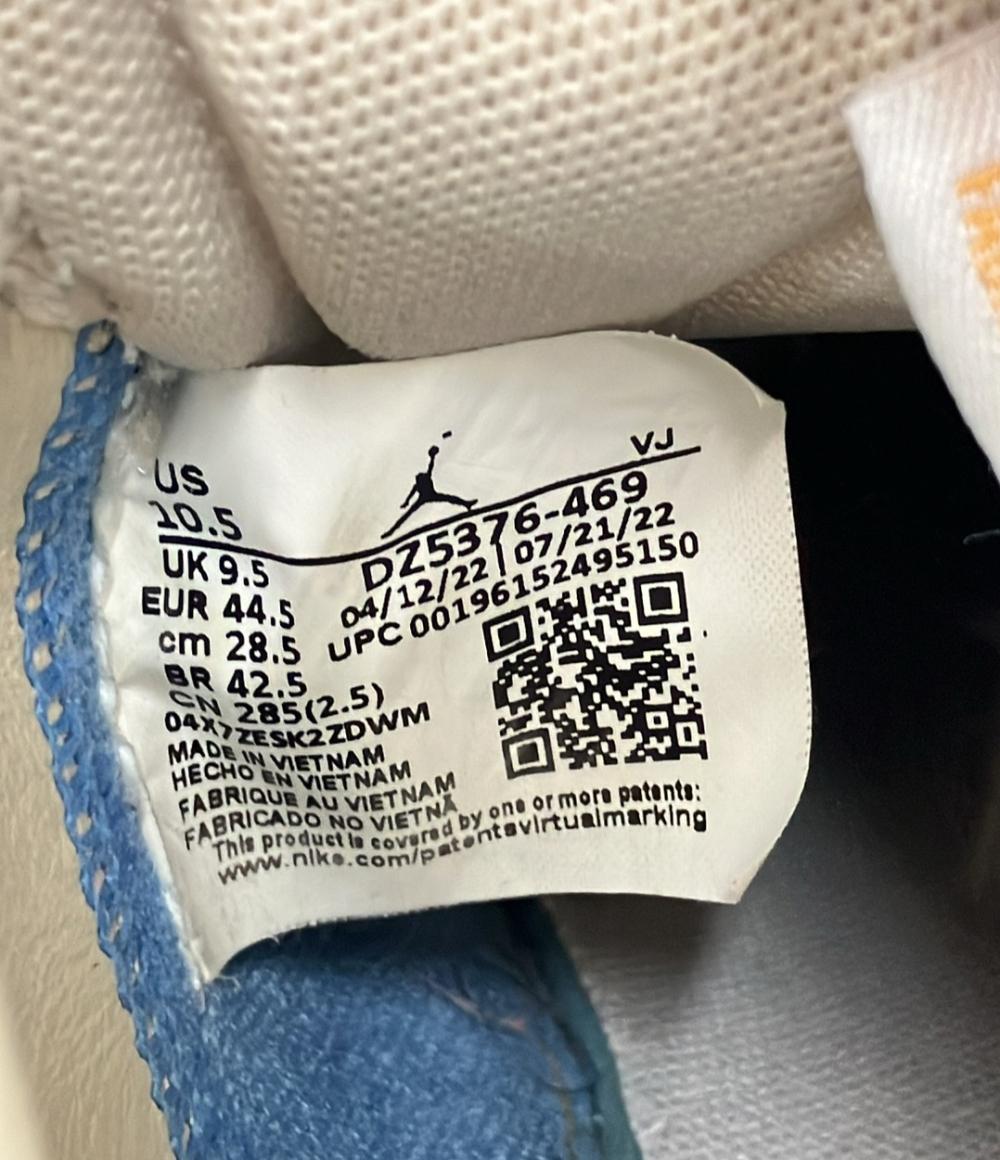 US
10.5
VJ
UK 9.5
EUR 44.5
cm 28.5
BR 42.5
CN 285(2.5)
DZ5376-469
04/12/22 | 07/21/22
UPC 00196152495150
04X7ZESK2ZDWM
MADE IN VIETNAM
HECHO EN VIETNAM
FABRIQUE AU VIETNAM
FABRICADO NO VIETNÃ
This product is covered by one or more patents:
www.nike.com/patentsvirtualmarking